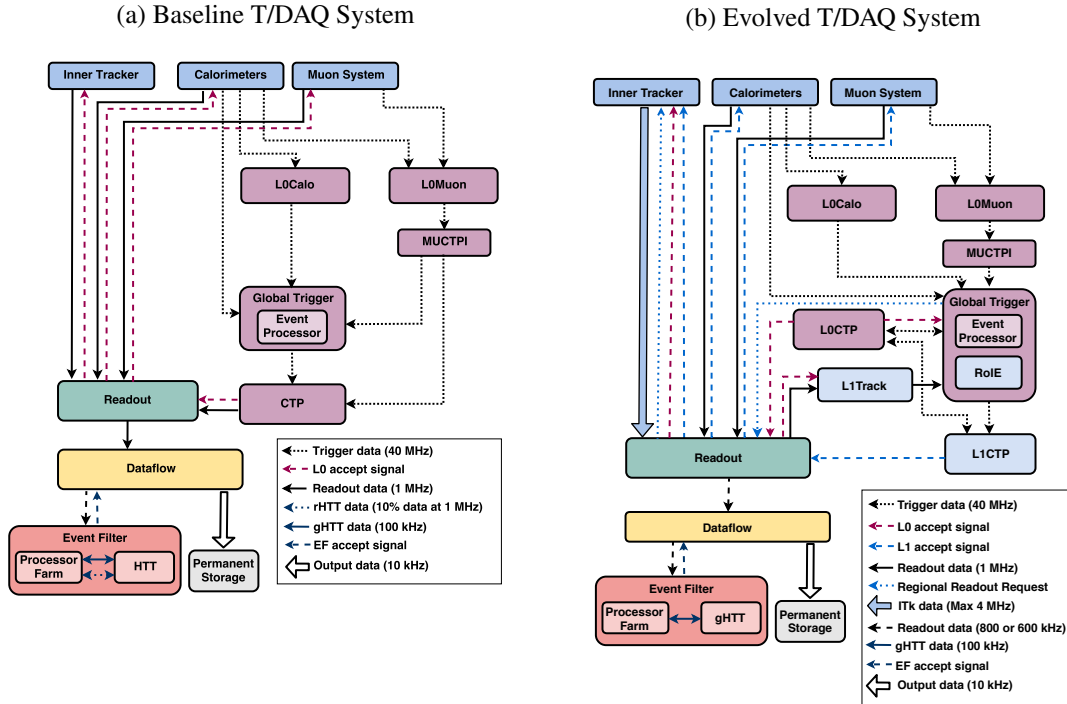 (a) Baseline T/DAQ System
Inner Tracker
Calorimeters
Muon System
L0Calo
L0Muon
MUCTPI
Global Trigger
Event
Processor
Readout
CTP
Dataflow
Event Filter
Processor
Farm
HTT
Permanent
Storage
Trigger data (40 MHz)
L0 accept signal
Readout data (1 MHz)
rHTT data (10% data at 1 MHz)
gHTT data (100 kHz)
EF accept signal
Output data (10 kHz)
(b) Evolved T/DAQ System
Inner Tracker
Calorimeters
Muon System
L0Calo
L0Muon
MUCTPI
Global Trigger
L0CTP
Event
Processor
L1Track
RoIE
Readout
L1CTP
Dataflow
Event Filter
Processor
Farm
gHTT
Permanent
Storage
Trigger data (40 MHz)
L0 accept signal
L1 accept signal
Readout data (1 MHz)
Regional Readout Request
ITk data (Max 4 MHz)
Readout data (800 or 600 kHz)
gHTT data (100 kHz)
EF accept signal
Output data (10 kHz)